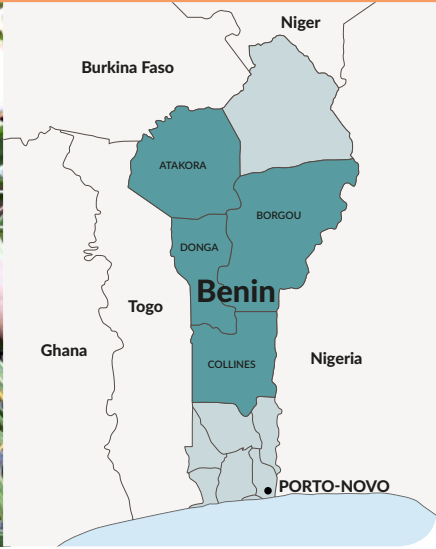 Niger
Burkina Faso
ATAKORA
BORGOU
DONGA
Benin
Togo
Ghana
Nigeria
COLLINES
PORTO-NOVO